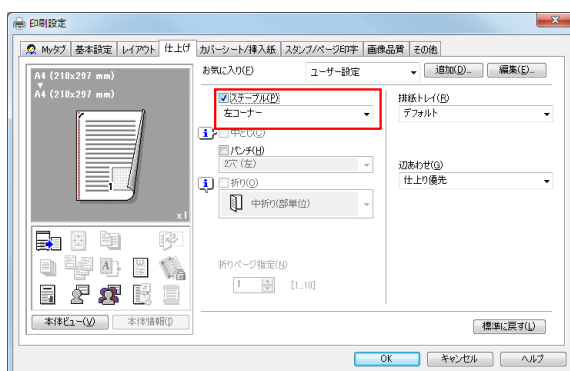 印刷設定
Myタブ 基本設定 レイアウト 仕上げ カバーシート/挿入紙 スタンプ/ページ印字 画像品質 その他
A4 (210x297 mm)
A4 (210x297 mm)
1
x1
本体ビュー(V) 本体情報(I)
お気に入り(F) ユーザー設定 追加(D)... 編集(E)...
ステープル(P)
左コーナー
中とじ(C)
パンチ(H)
2穴 (左)
折り(O)
中折り(部単位)
折りページ指定(N)
1 [1..10]
排紙トレイ(R)
デフォルト
辺あわせ(G)
仕上り優先
標準に戻す(L)
OK キャンセル ヘルプ